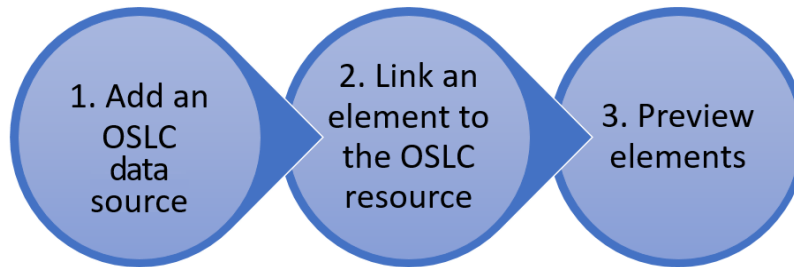 1. Add an
OSLC
data
source
2. Link an
element to
the OSLC
resource
3. Preview
elements